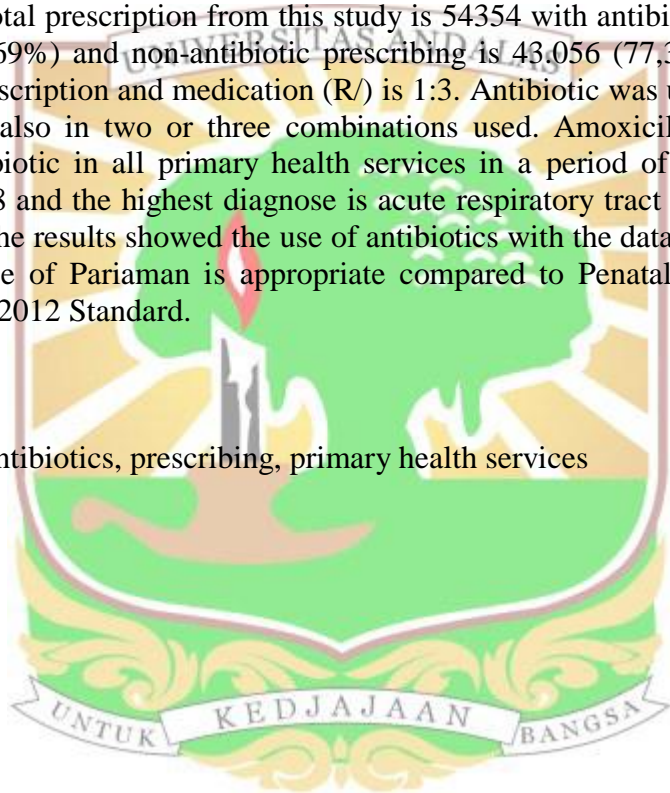 otal prescription from this study is 54354 with antibi
69%) and non-antibiotic prescribing is 43.056 (77,3
scription and medication (R/) is 1:3. Antibiotic was u
also in two or three combinations used. Amoxicil
biotic in all primary health services in a period of
8 and the highest diagnose is acute respiratory tract
he results showed the use of antibiotics with the data
e of Pariaman is appropriate compared to Penatal
2012 Standard.
ntibiotics, prescribing, primary health services
UNIVERSITAS ANDALAS
UNTUK KEDJAJAAN BANGSA